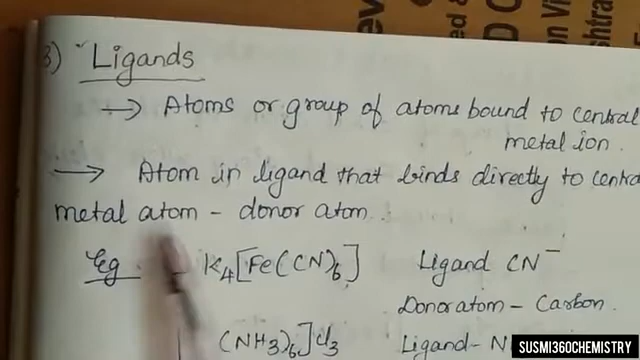 3) Ligands
→ Atoms or group of atoms bound to central
metal ion.
→ Atom in ligand that binds directly to centra
metal atom - donor atom.
Eg - K4[Fe(CN)6] Ligand CN⁻
Donor atom - Carbon.
(NH3)6]Cl3 Ligand - N
SUSMI360CHEMISTRY